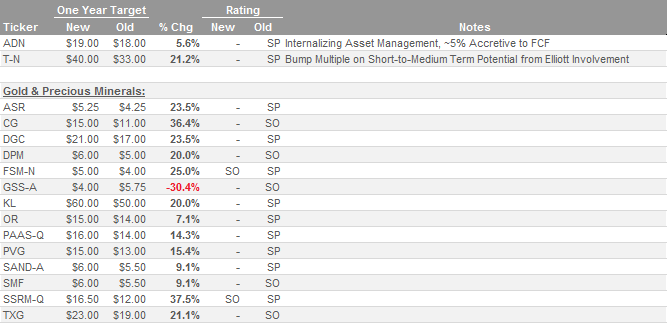 One Year Target Rating
Ticker New Old % Chg New Old Notes
ADN $19.00 $18.00 5.6% - SP Internalizing Asset Management, ~5% Accretive to FCF
T-N $40.00 $33.00 21.2% - SP Bump Multiple on Short-to-Medium Term Potential from Elliott Involvement
Gold & Precious Minerals:
ASR $5.25 $4.25 23.5% - SP
CG $15.00 $11.00 36.4% - SO
DGC $21.00 $17.00 23.5% - SP
DPM $6.00 $5.00 20.0% - SO
FSM-N $5.00 $4.00 25.0% SO SP
GSS-A $4.00 $5.75 -30.4% - SO
KL $60.00 $50.00 20.0% - SP
OR $15.00 $14.00 7.1% - SP
PAAS-Q $16.00 $14.00 14.3% - SP
PVG $15.00 $13.00 15.4% - SP
SAND-A $6.00 $5.50 9.1% - SP
SMF $6.00 $5.50 9.1% - SO
SSRM-Q $16.50 $12.00 37.5% SO SP
TXG $23.00 $19.00 21.1% - SO